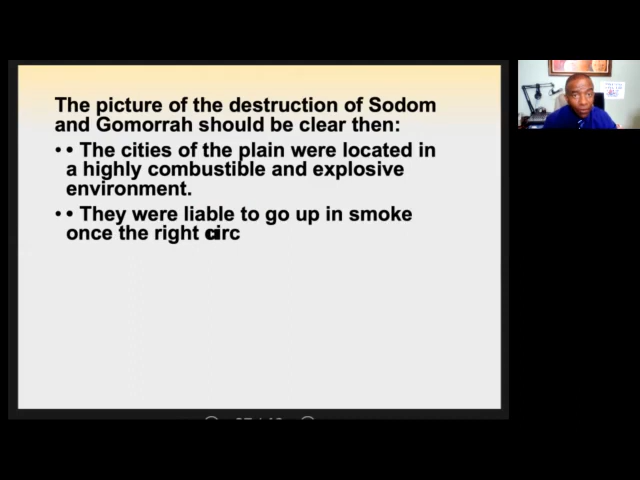 The picture of the destruction of Sodom
and Gomorrah should be clear then:
• • The cities of the plain were located in
a highly combustible and explosive
environment.
• • They were liable to go up in smoke
once the right circ